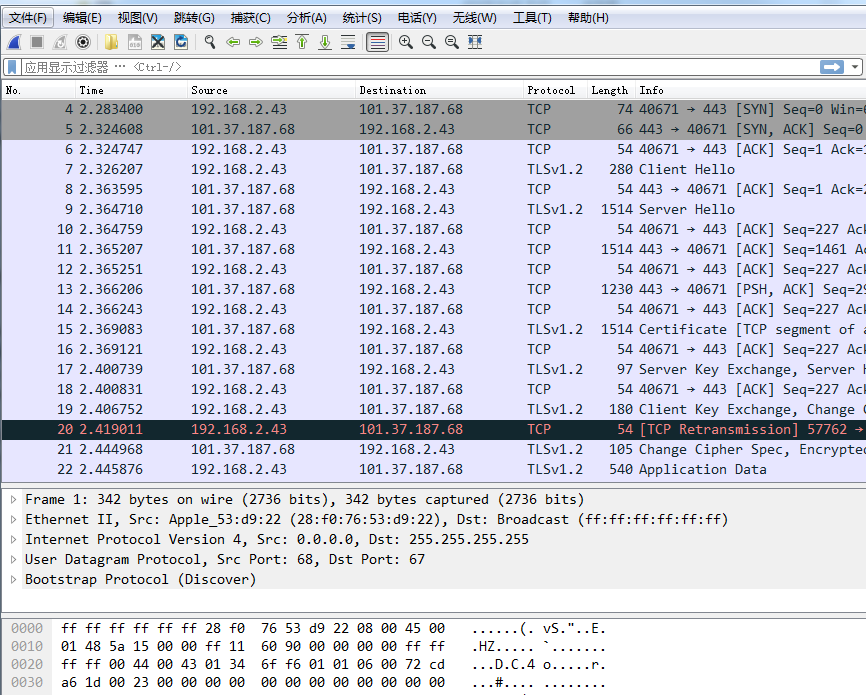 文件(F) 编辑(E) 视图(V) 跳转(G) 捕获(C) 分析(A) 统计(S) 电话(Y) 无线(W) 工具(T) 帮助(H)
应用显示过滤器 … <Ctrl-/>
No. Time Source Destination Protocol Length Info
4 2.283400 192.168.2.43 101.37.187.68 TCP 74 40671 → 443 [SYN] Seq=0 Win=
5 2.324608 101.37.187.68 192.168.2.43 TCP 66 443 → 40671 [SYN, ACK] Seq=0
6 2.324747 192.168.2.43 101.37.187.68 TCP 54 40671 → 443 [ACK] Seq=1 Ack=
7 2.326207 192.168.2.43 101.37.187.68 TLSv1.2 280 Client Hello
8 2.363595 101.37.187.68 192.168.2.43 TCP 54 443 → 40671 [ACK] Seq=1 Ack=
9 2.364710 101.37.187.68 192.168.2.43 TLSv1.2 1514 Server Hello
10 2.364759 192.168.2.43 101.37.187.68 TCP 54 40671 → 443 [ACK] Seq=227 Ack
11 2.365207 101.37.187.68 192.168.2.43 TCP 1514 443 → 40671 [ACK] Seq=1461 Ac
12 2.365251 192.168.2.43 101.37.187.68 TCP 54 40671 → 443 [ACK] Seq=227 Ack
13 2.366206 101.37.187.68 192.168.2.43 TCP 1230 443 → 40671 [PSH, ACK] Seq=29
14 2.366243 192.168.2.43 101.37.187.68 TCP 54 40671 → 443 [ACK] Seq=227 Ack
15 2.369083 101.37.187.68 192.168.2.43 TLSv1.2 1514 Certificate [TCP segment of a
16 2.369121 192.168.2.43 101.37.187.68 TCP 54 40671 → 443 [ACK] Seq=227 Ack
17 2.400739 101.37.187.68 192.168.2.43 TLSv1.2 97 Server Key Exchange, Server H
18 2.400831 192.168.2.43 101.37.187.68 TCP 54 40671 → 443 [ACK] Seq=227 Ack
19 2.406752 192.168.2.43 101.37.187.68 TLSv1.2 180 Client Key Exchange, Change C
20 2.419011 192.168.2.43 101.37.187.68 TCP 54 [TCP Retransmission] 57762 →
21 2.444968 101.37.187.68 192.168.2.43 TLSv1.2 105 Change Cipher Spec, Encrypted
22 2.445876 192.168.2.43 101.37.187.68 TLSv1.2 540 Application Data
Frame 1: 342 bytes on wire (2736 bits), 342 bytes captured (2736 bits)
Ethernet II, Src: Apple_53:d9:22 (28:f0:76:53:d9:22), Dst: Broadcast (ff:ff:ff:ff:ff:ff)
Internet Protocol Version 4, Src: 0.0.0.0, Dst: 255.255.255.255
User Datagram Protocol, Src Port: 68, Dst Port: 67
Bootstrap Protocol (Discover)
0000 ff ff ff ff ff ff 28 f0 76 53 d9 22 08 00 45 00 ......(. vS."..E.
0010 01 48 5a 15 00 00 ff 11 60 90 00 00 00 00 ff ff .HZ..... `.......
0020 ff ff 00 44 00 43 01 34 6f f6 01 01 06 00 72 cd ...D.C.4 o.....r.
0030 a6 1d 00 23 00 00 00 00 00 00 00 00 00 00 00 00 ...#.... ........